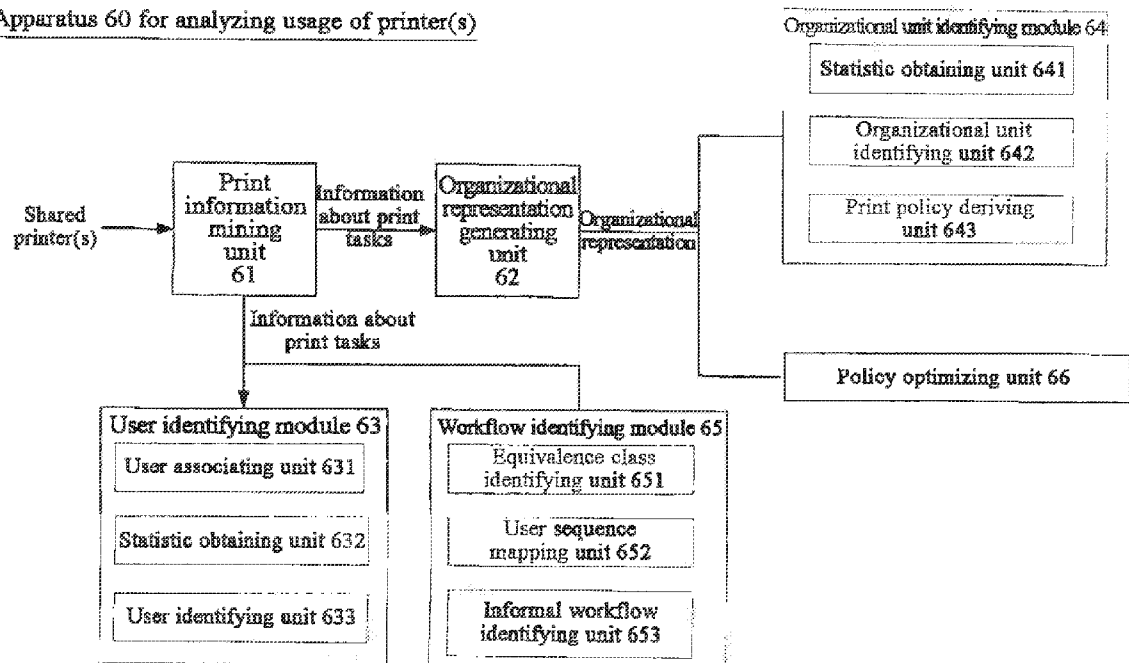 Apparatus 60 for analyzing usage of printer(s)
Organizational unit identifying module 64
Statistic obtaining unit 641
Organizational unit
identifying unit 642
Print policy deriving
unit 643
Shared
printer(s)
Print
information
mining
unit
61
Information
about print
tasks
Organizational
representation
generating
unit
62
Organizational
representation
Information about
print tasks
Policy optimizing unit 66
User identifying module 63
User associating unit 631
Statistic obtaining unit 632
User identifying unit 633
Workflow identifying module 65
Equivalence class
identifying unit 651
User sequence
mapping unit 652
Informal workflow
identifying unit 653